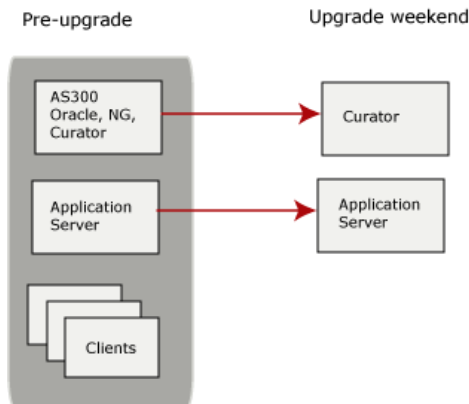 Pre-upgrade
Upgrade weekend
AS300
Oracle, NG,
Curator
Curator
Application
Server
Application
Server
Clients